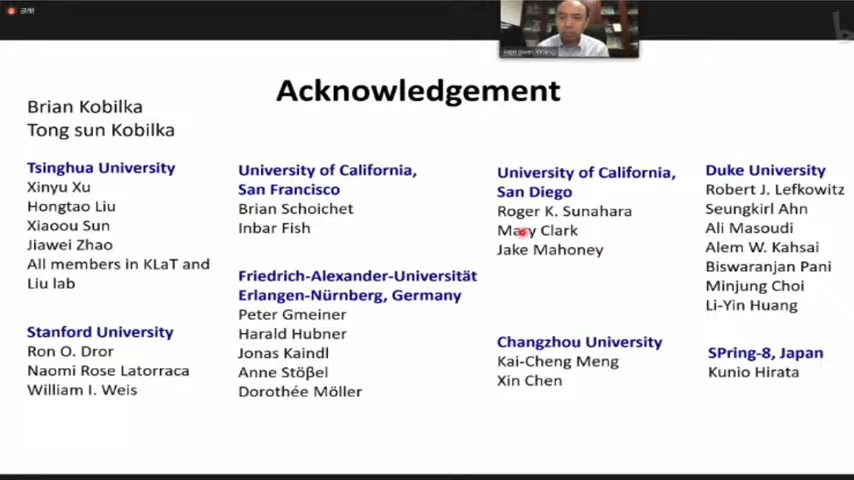 Hongwei Wang
Acknowledgement
Brian Kobilka
Tong sun Kobilka
Tsinghua University
Xinyu Xu
Hongtao Liu
Xiaoou Sun
Jiawei Zhao
All members in KLaT and
Liu lab
Stanford University
Ron O. Dror
Naomi Rose Latorraca
William I. Weis
University of California,
San Francisco
Brian Schoichet
Inbar Fish
Friedrich-Alexander-Universität
Erlangen-Nürnberg, Germany
Peter Gmeiner
Harald Hubner
Jonas Kaindl
Anne Stöβel
Dorothée Möller
University of California,
San Diego
Roger K. Sunahara
Mary Clark
Jake Mahoney
Changzhou University
Kai-Cheng Meng
Xin Chen
Duke University
Robert J. Lefkowitz
Seungkirl Ahn
Ali Masoudi
Alem W. Kahsai
Biswaranjan Pani
Minjung Choi
Li-Yin Huang
SPring-8, Japan
Kunio Hirata